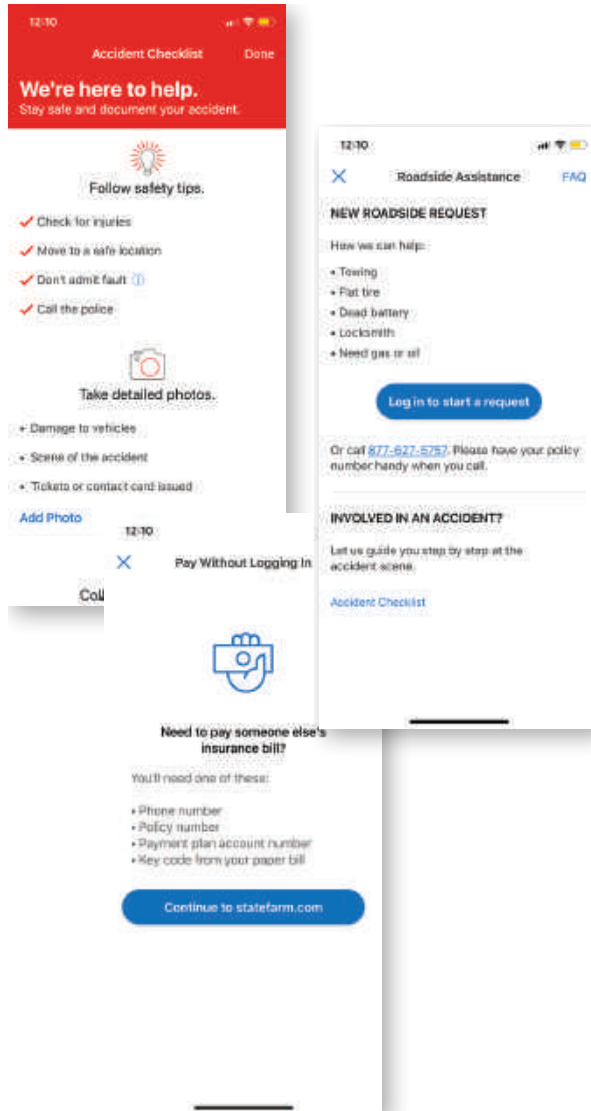 12:10
Accident Checklist
Done
We're here to help.
Stay safe and document your accident.
Follow safety tips.
Check for injuries
Move to a safe location
Don't admit fault
Call the police
Take detailed photos.
• Damage to vehicles
• Scene of the accident
• Tickets or contact card issued
Add Photo
12:10
Roadside Assistance
FAQ
NEW ROADSIDE REQUEST
How we can help:
• Towing
• Flat tire
• Dead battery
• Locksmith
• Need gas or oil
Log in to start a request
Or call 877-627-5757. Please have your policy
number handy when you call.
INVOLVED IN AN ACCIDENT?
Let us guide you step by step at the
accident scene.
Accident Checklist
12:10
Pay Without Logging In
Need to pay someone else's
insurance bill?
You'll need one of these:
• Phone number
• Policy number
• Payment plan account number
• Key code from your paper bill
Continue to statefarm.com